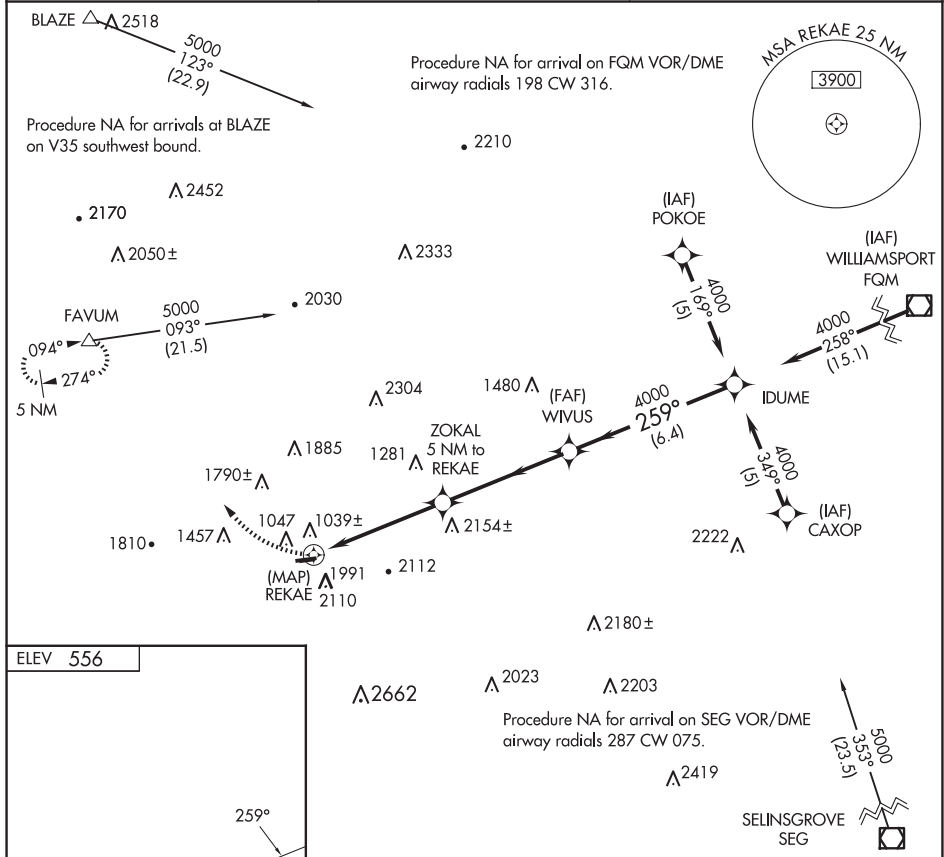 BLAZE
2518
5000
123°
(22.9)
Procedure NA for arrival on FQM VOR/DME
airway radials 198 CW 316.
MSA REKAE 25 NM
3900
Procedure NA for arrivals at BLAZE
on V35 southwest bound.
2210
2452
2170
2050±
2333
(IAF)
POKOE
(IAF)
WILLIAMSPORT
FQM
4000
169°
(5)
4000
258°
(15.1)
FAVUM
5000
093°
(21.5)
2030
094°
274°
5 NM
2304
1480
(FAF)
WIVUS
4000
259°
(6.4)
IDUME
ZOKAL
5 NM to
REKAE
1885
1281
1790±
4000
349°
(5)
(IAF)
CAXOP
1457
1047
1039±
2154±
2222
1810
(MAP)
REKAE
1991
2110
2112
2180±
ELEV 556
2662
2023
2203
Procedure NA for arrival on SEG VOR/DME
airway radials 287 CW 075.
5000
353°
(23.5)
2419
259°
SELINSGROVE
SEG